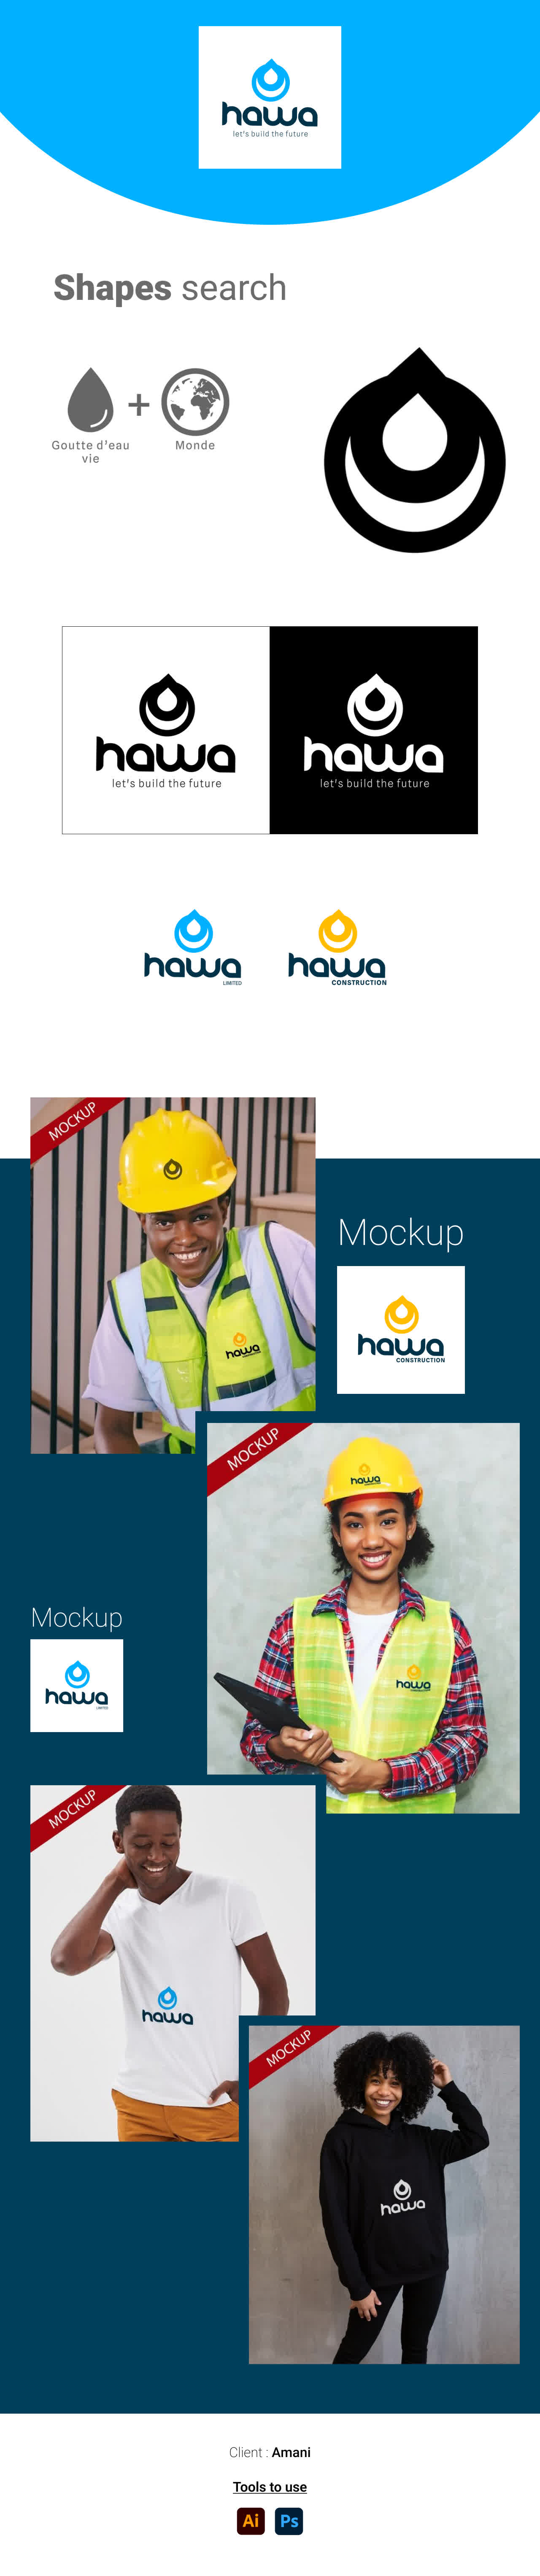 hawa
let's build the future
Shapes search
Goutte d'eau
vie
+
Monde
hawa
let's build the future
hawa
let's build the future
hawa
LIMITED
hawa
CONSTRUCTION
MOCKUP
hawa
CONSTRUCTION
Mockup
hawa
CONSTRUCTION
MOCKUP
hawa
hawa
Mockup
hawa
LIMITED
MOCKUP
hawa
MOCKUP
hawa
Client : Amani
Tools to use
Ai Ps